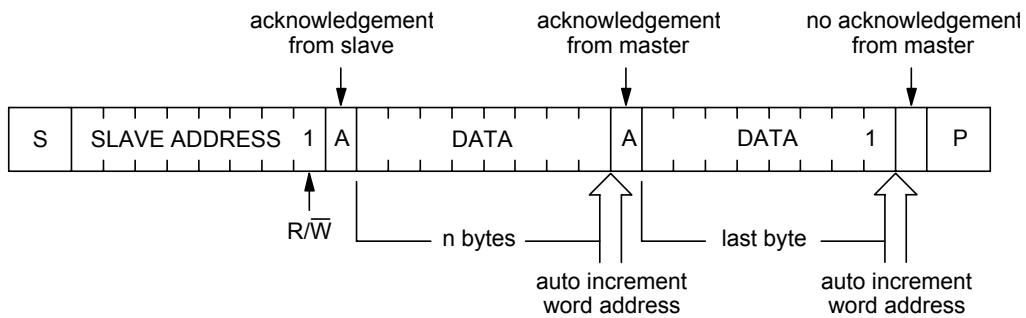 acknowledgement
from slave
acknowledgement
from master
no acknowledgement
from master
S SLAVE ADDRESS 1 A DATA A DATA 1 P
R/W̅
n bytes
last byte
auto increment
word address
auto increment
word address